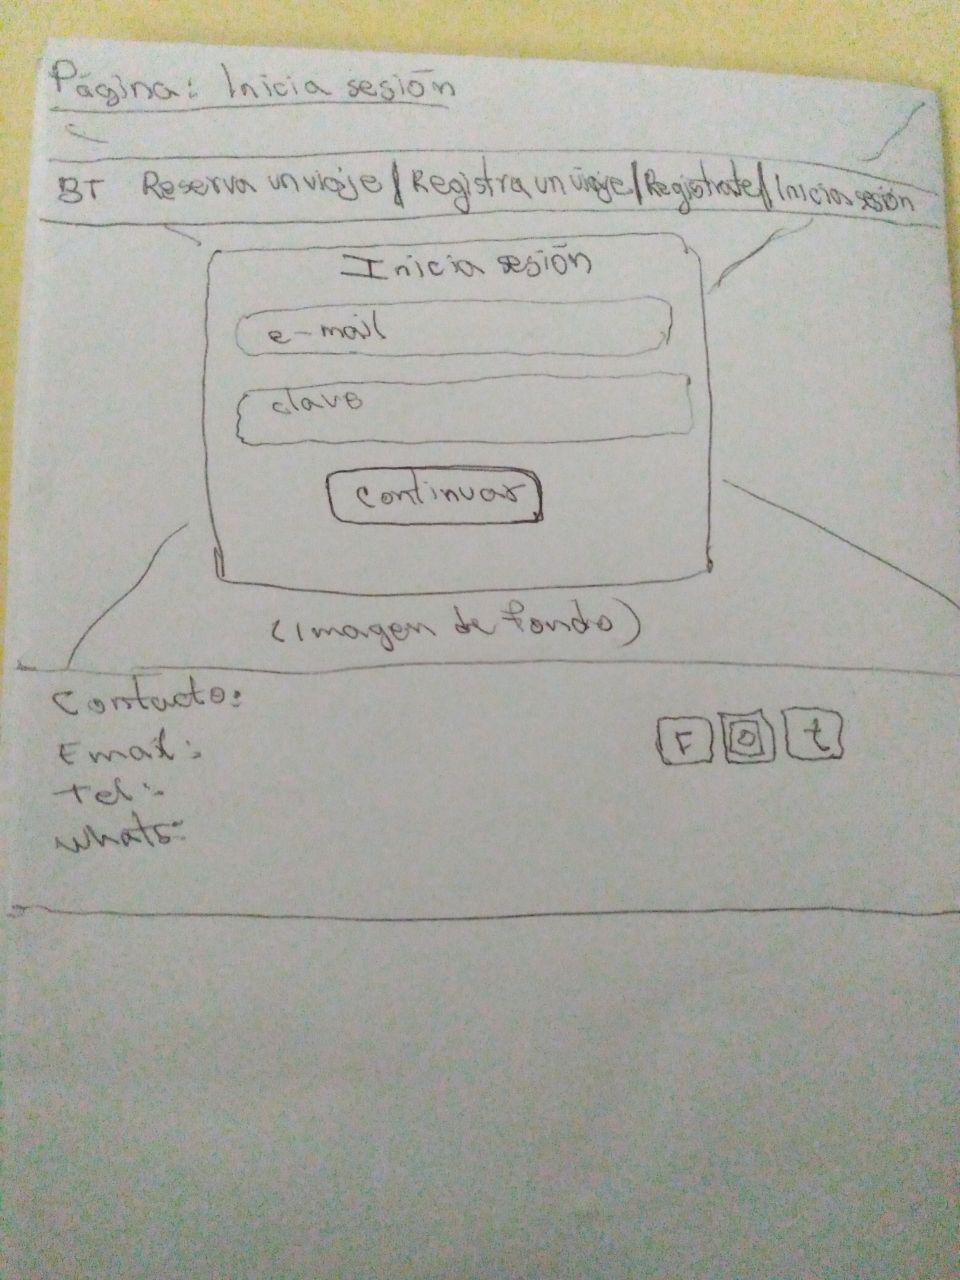 Página: Inicia sesión
BT Reserva un viaje / Registra un viaje / Registrate / Inicia sesión
Inicia sesión
e-mail
clave
continuar
(imagen de fondo)
Contacto:
Email:
Tel:
Whats:
F O t